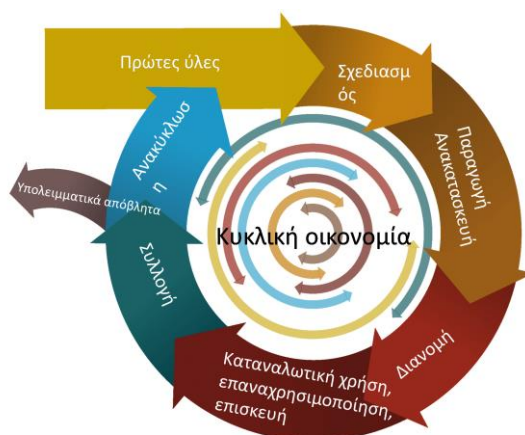 Πρώτες ύλες
Σχεδιασμ
ός
Παραγωγή
Ανακατασκευή
Διανομή
Καταναλωτική χρήση,
επαναχρησιμοποίηση,
επισκευή
Συλλογή
Ανακύκλωσ
η
Υπολειμματικά απόβλητα
Κυκλική οικονομία